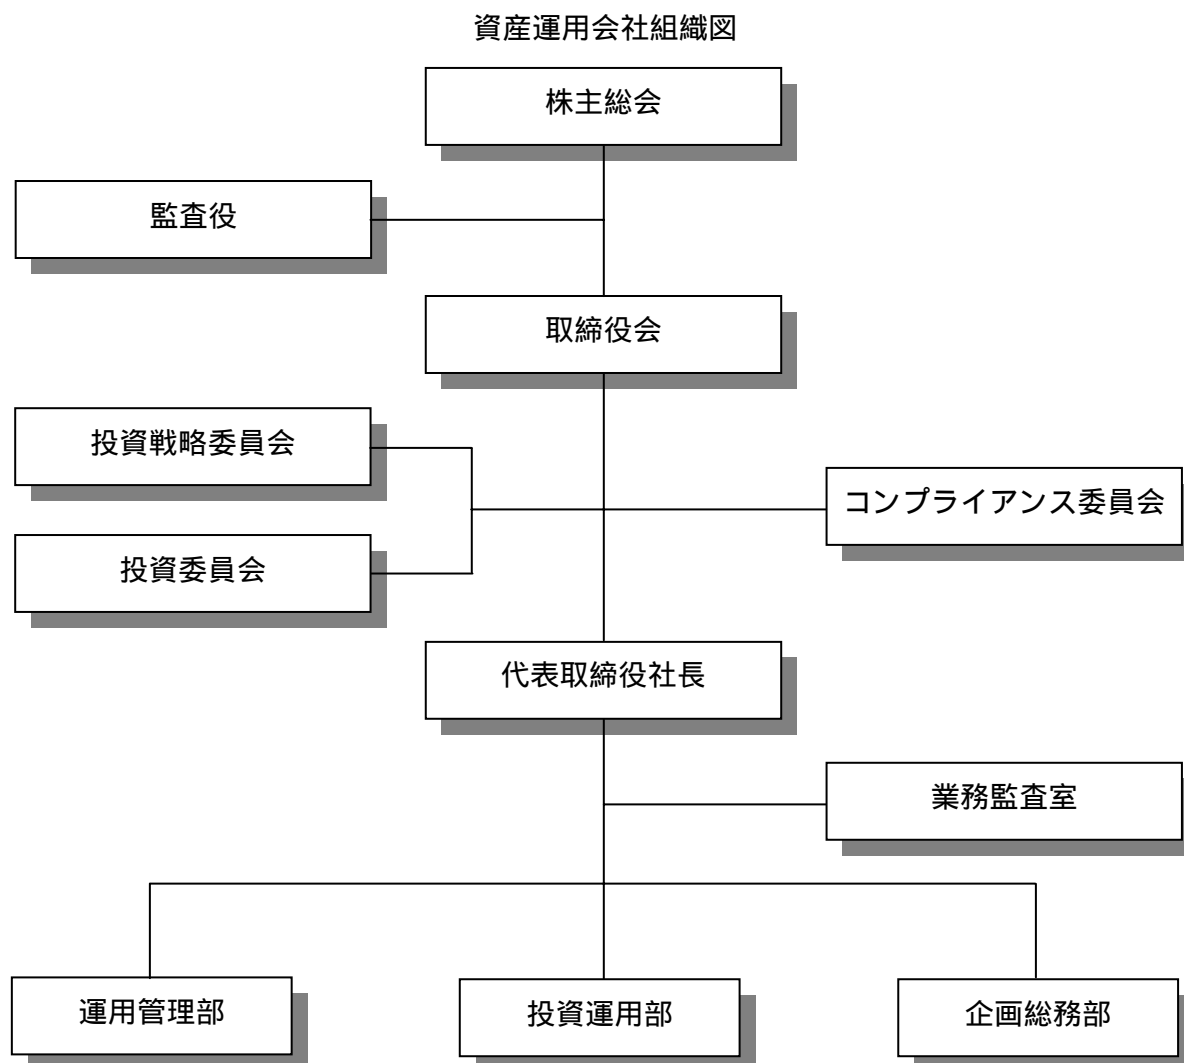 資産運用会社組織図
株主総会
監査役
取締役会
投資戦略委員会
コンプライアンス委員会
投資委員会
代表取締役社長
業務監査室
運用管理部
投資運用部
企画総務部